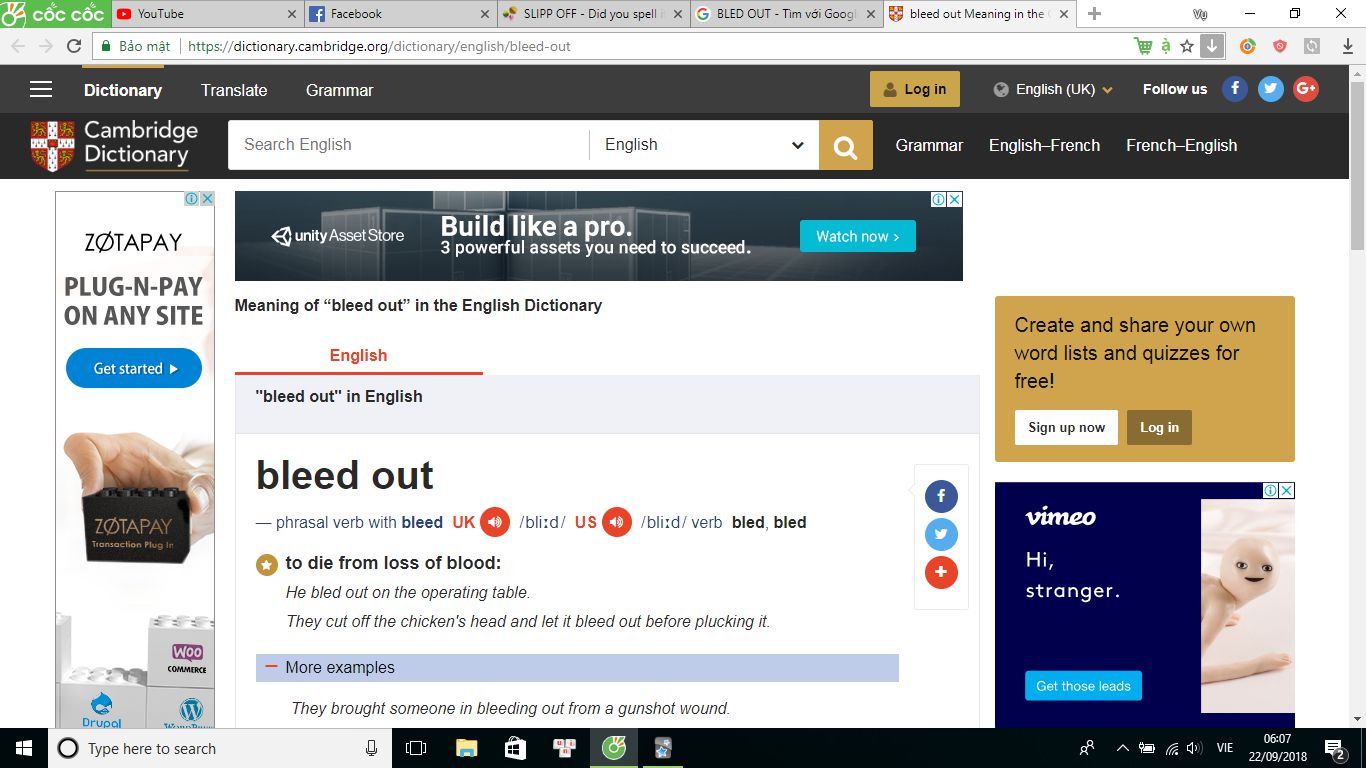 cốc cốc
YouTube
Facebook
SLIPP OFF - Did you spell i
BLED OUT - Tìm với Goog
bleed out Meaning in the
Vy
Bảo mật
https://dictionary.cambridge.org/dictionary/english/bleed-out
Dictionary
Translate
Grammar
Log in
English (UK)
Follow us
Cambridge
Dictionary
Search English
English
Grammar
English–French
French–English
ZØTAPAY
PLUG-N-PAY
ON ANY SITE
Get started
ZØTAPAY
Transaction Plug In
WOO
COMMERCE
Drupal
WordPress
unity Asset Store
Build like a pro.
3 powerful assets you need to succeed.
Watch now >
Meaning of “bleed out” in the English Dictionary
English
"bleed out" in English
bleed out
— phrasal verb with bleed UK /bliːd/ US /bliːd/ verb bled, bled
to die from loss of blood:
He bled out on the operating table.
They cut off the chicken's head and let it bleed out before plucking it.
More examples
They brought someone in bleeding out from a gunshot wound.
Create and share your own
word lists and quizzes for
free!
Sign up now
Log in
vimeo
Hi,
stranger.
Get those leads
Type here to search
VIE
06:07
22/09/2018
2